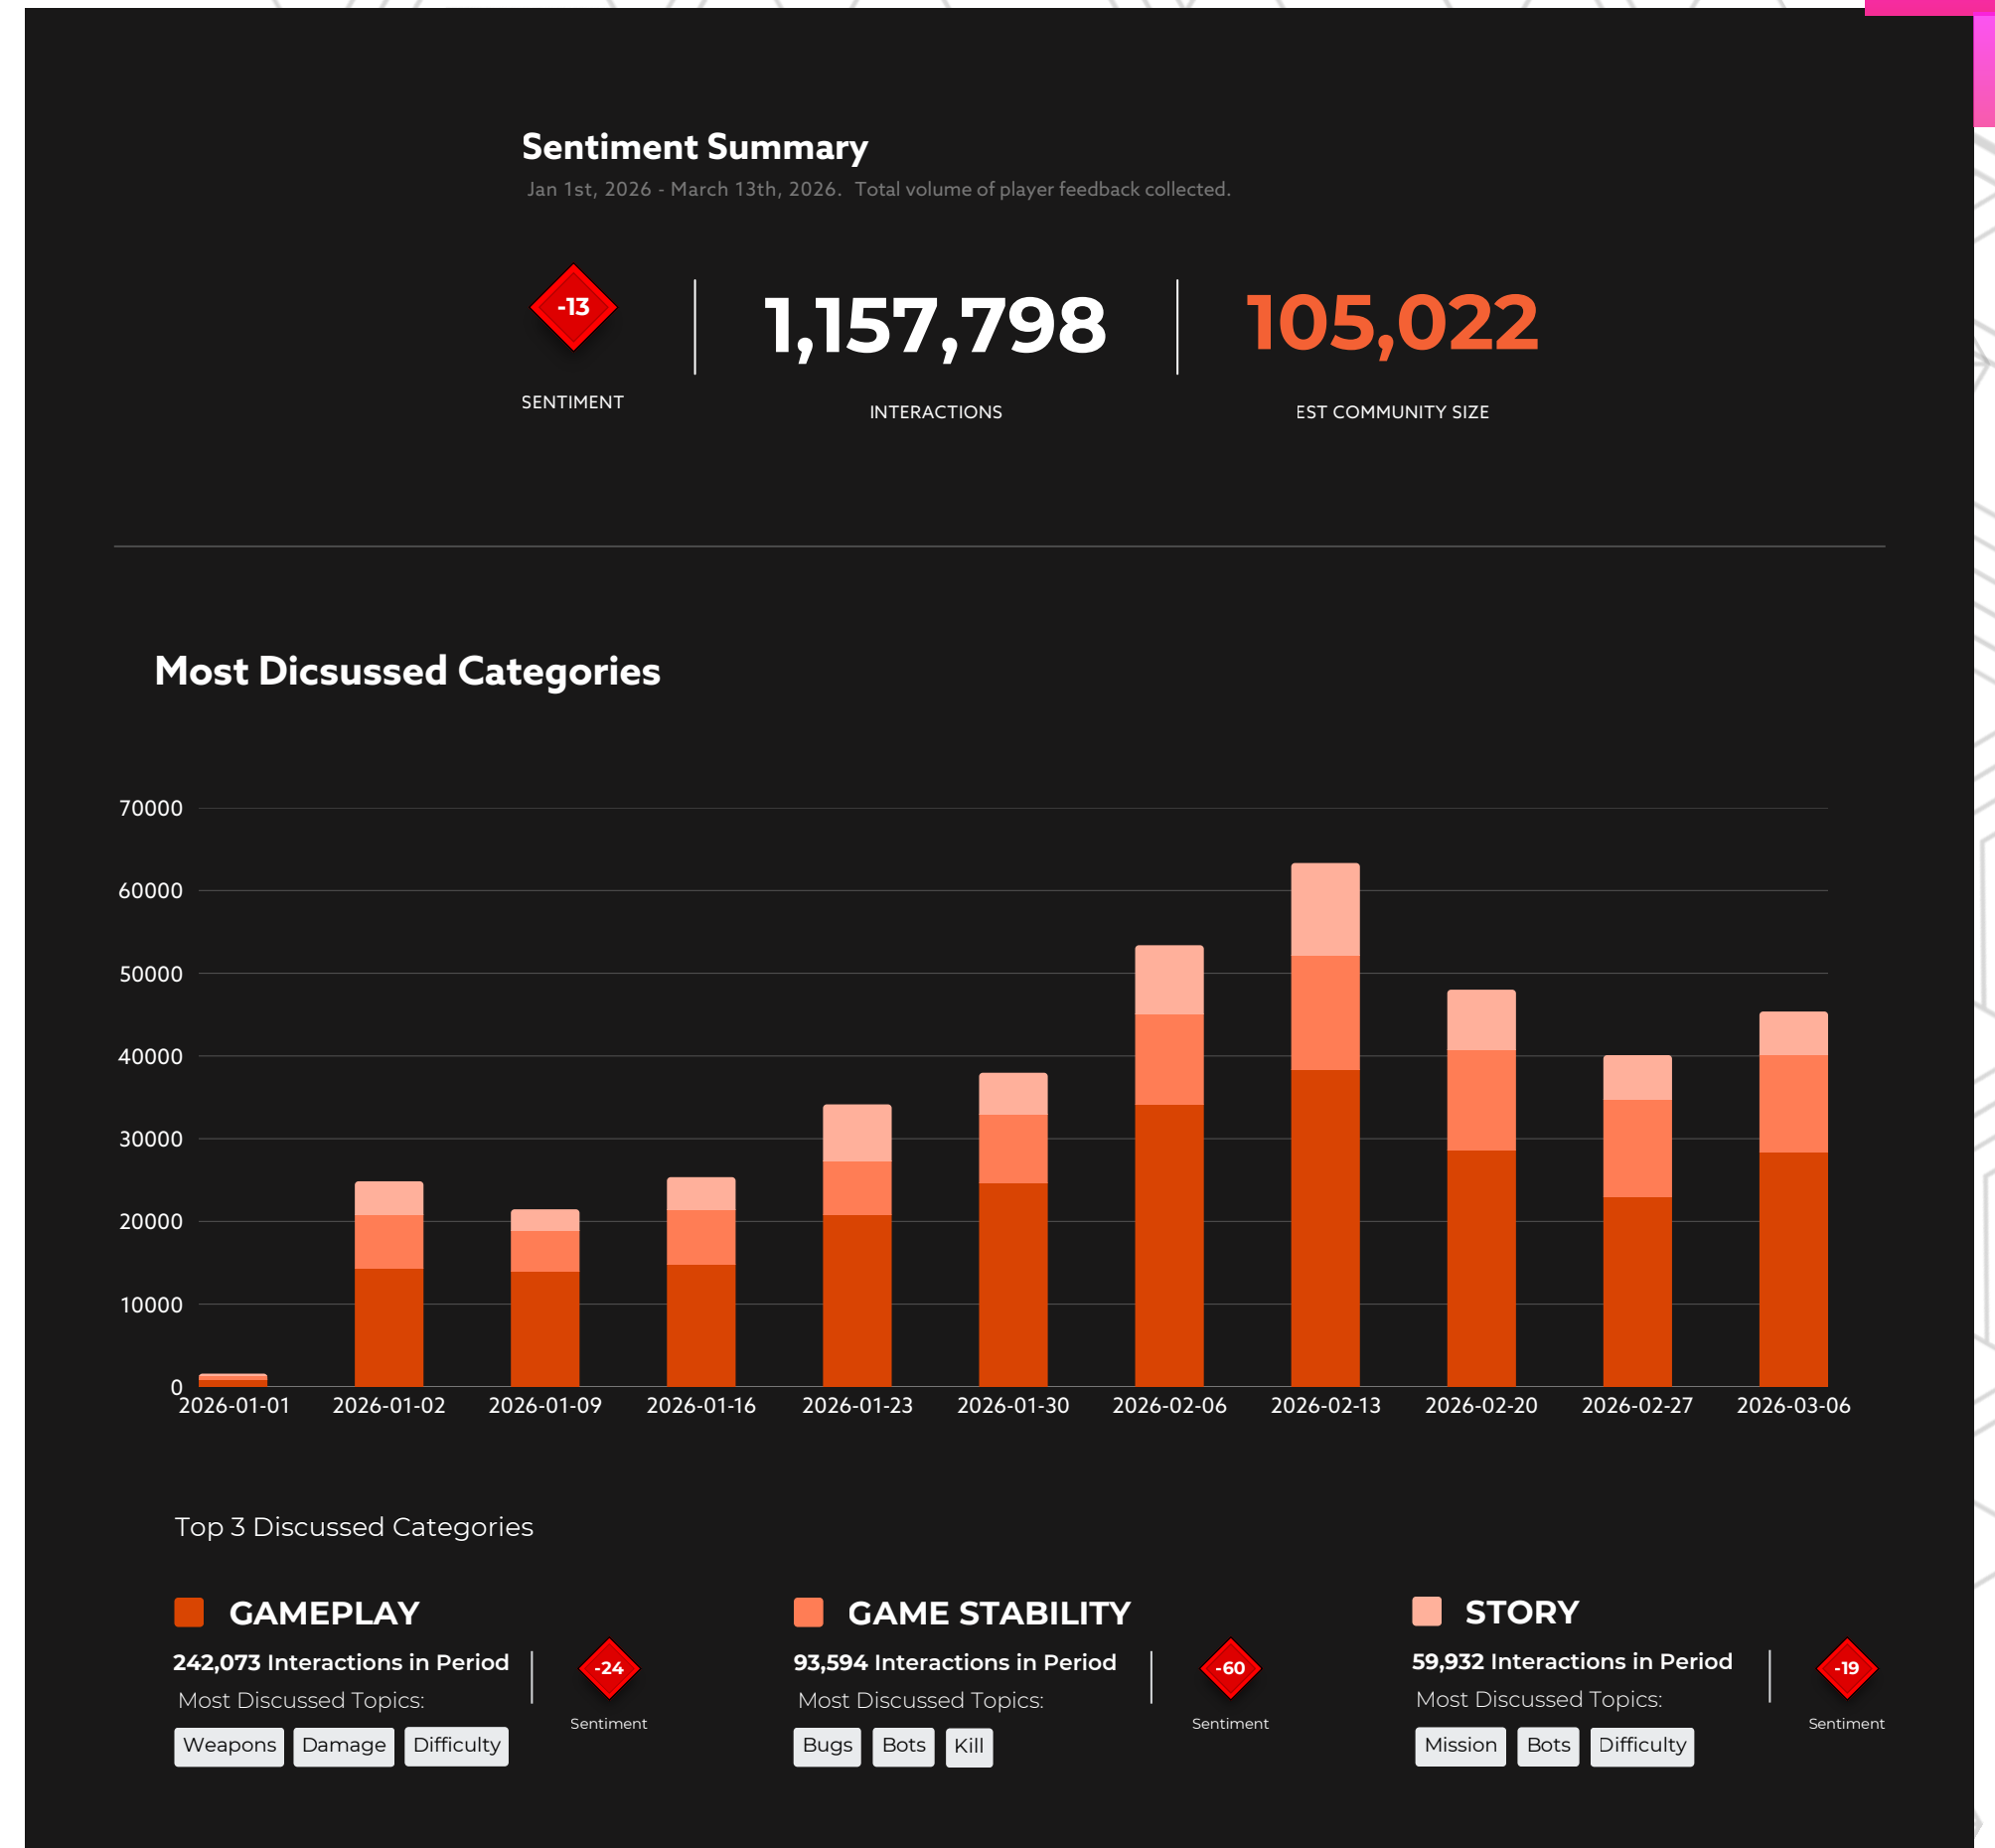 Sentiment Summary
Jan 1st, 2026 - March 13th, 2026. Total volume of player feedback collected.
-13
SENTIMENT
1,157,798
INTERACTIONS
105,022
EST COMMUNITY SIZE
Most Dicsussed Categories
70000
60000
50000
40000
30000
20000
10000
0
2026-01-01 2026-01-02 2026-01-09 2026-01-16 2026-01-23 2026-01-30 2026-02-06 2026-02-13 2026-02-20 2026-02-27 2026-03-06
Top 3 Discussed Categories
GAMEPLAY
242,073 Interactions in Period
Most Discussed Topics:
Weapons Damage Difficulty
-24
Sentiment
GAME STABILITY
93,594 Interactions in Period
Most Discussed Topics:
Bugs Bots Kill
-60
Sentiment
STORY
59,932 Interactions in Period
Most Discussed Topics:
Mission Bots Difficulty
-19
Sentiment